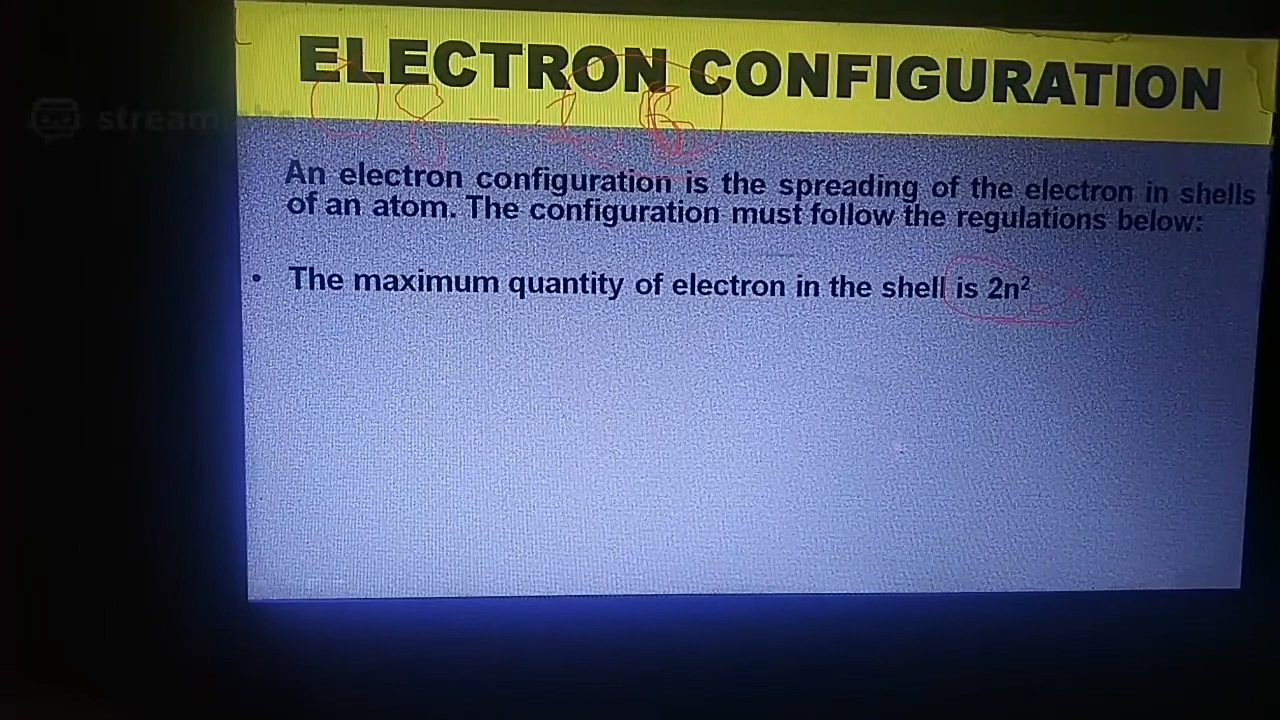 ELECTRON CONFIGURATION
An electron configuration is the spreading of the electron in shells
of an atom. The configuration must follow the regulations below:
• The maximum quantity of electron in the shell is 2n²